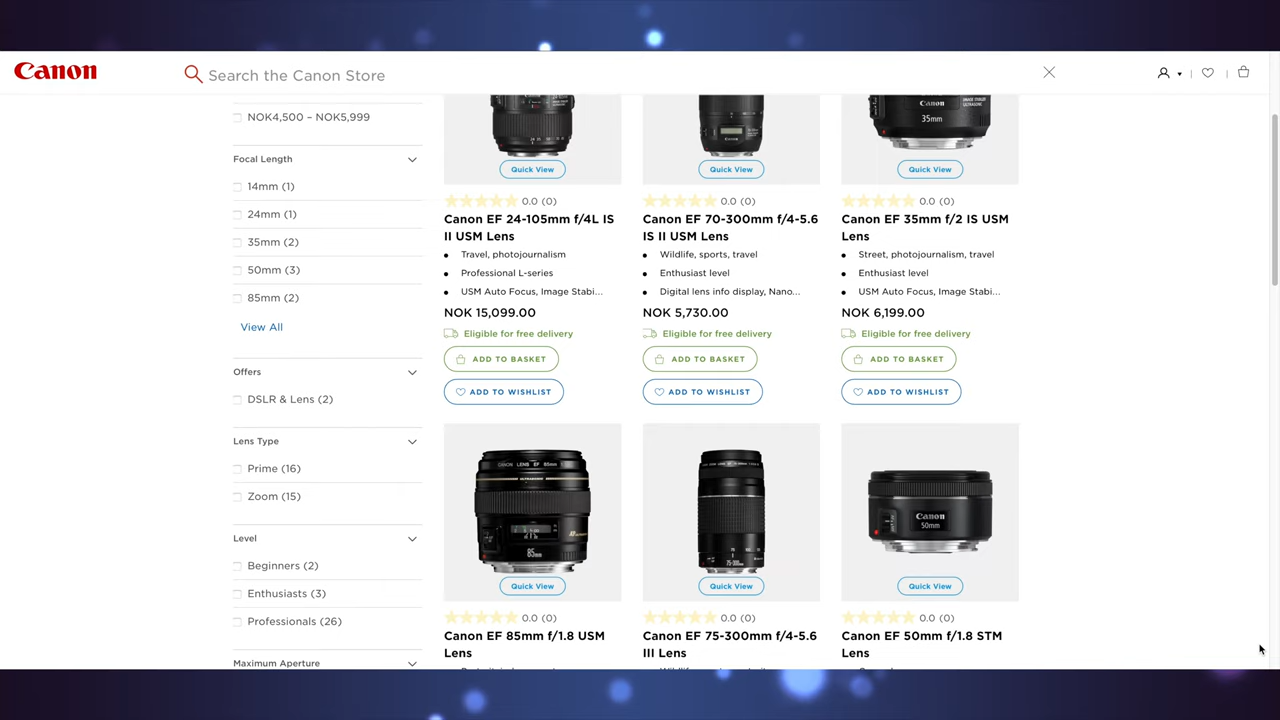 Canon
Search the Canon Store
NOK4,500 – NOK5,999
Focal Length
14mm (1)
24mm (1)
35mm (2)
50mm (3)
85mm (2)
View All
Offers
DSLR & Lens (2)
Lens Type
Prime (16)
Zoom (15)
Level
Beginners (2)
Enthusiasts (3)
Professionals (26)
Maximum Aperture
Quick View
0.0 (0)
Canon EF 24-105mm f/4L IS
II USM Lens
Travel, photojournalism
Professional L-series
USM Auto Focus, Image Stabi...
NOK 15,099.00
Eligible for free delivery
ADD TO BASKET
ADD TO WISHLIST
Quick View
0.0 (0)
Canon EF 70-300mm f/4-5.6
IS II USM Lens
Wildlife, sports, travel
Enthusiast level
Digital lens info display, Nano...
NOK 5,730.00
Eligible for free delivery
ADD TO BASKET
ADD TO WISHLIST
Canon
35mm
Quick View
0.0 (0)
Canon EF 35mm f/2 IS USM
Lens
Street, photojournalism, travel
Enthusiast level
USM Auto Focus, Image Stabi...
NOK 6,199.00
Eligible for free delivery
ADD TO BASKET
ADD TO WISHLIST
CANON LENS EF 85mm
ULTRASONIC
85mm
Quick View
0.0 (0)
Canon EF 85mm f/1.8 USM
Lens
Quick View
0.0 (0)
Canon EF 75-300mm f/4-5.6
III Lens
Canon
50mm
Quick View
0.0 (0)
Canon EF 50mm f/1.8 STM
Lens